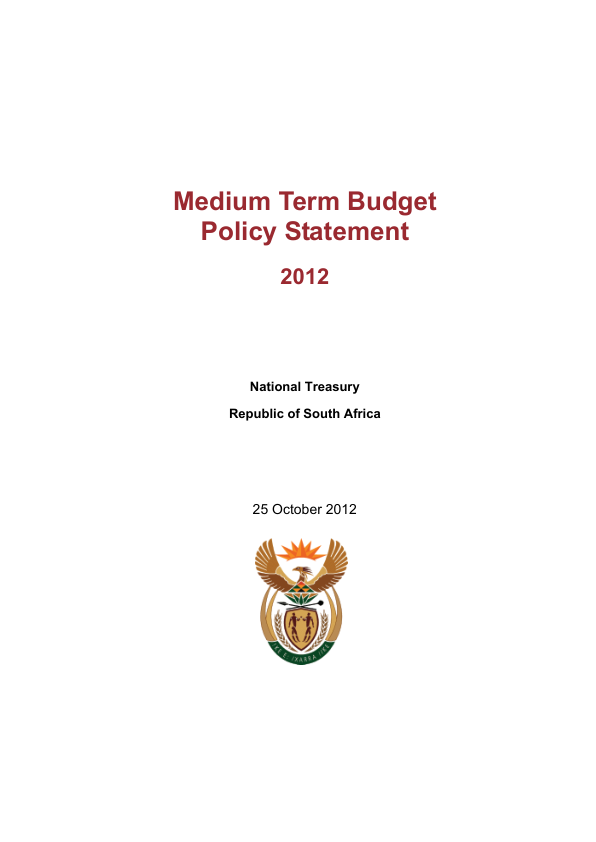 Medium Term Budget
Policy Statement
2012
National Treasury
Republic of South Africa
25 October 2012
!KE E: /XARRA //KE